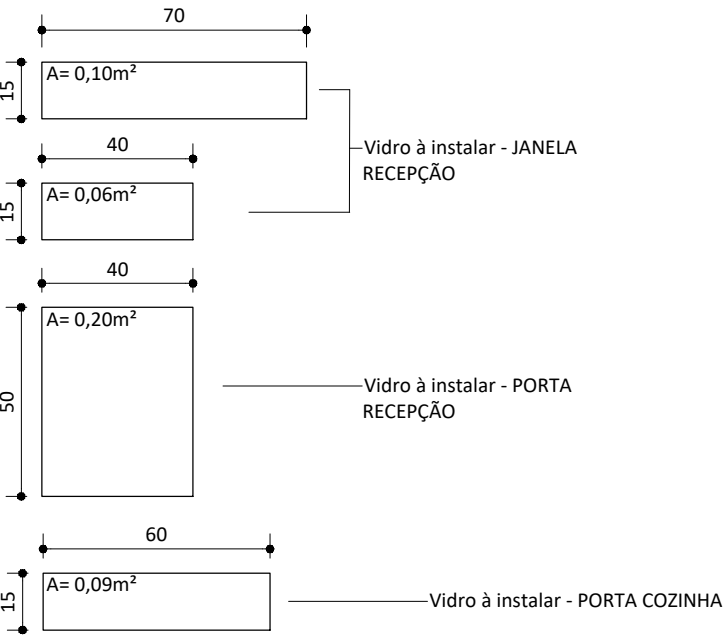 70
15
A= 0,10m²
Vidro à instalar - JANELA
RECEPÇÃO
40
15
A= 0,06m²
40
50
A= 0,20m²
Vidro à instalar - PORTA
RECEPÇÃO
60
15
A= 0,09m²
Vidro à instalar - PORTA COZINHA